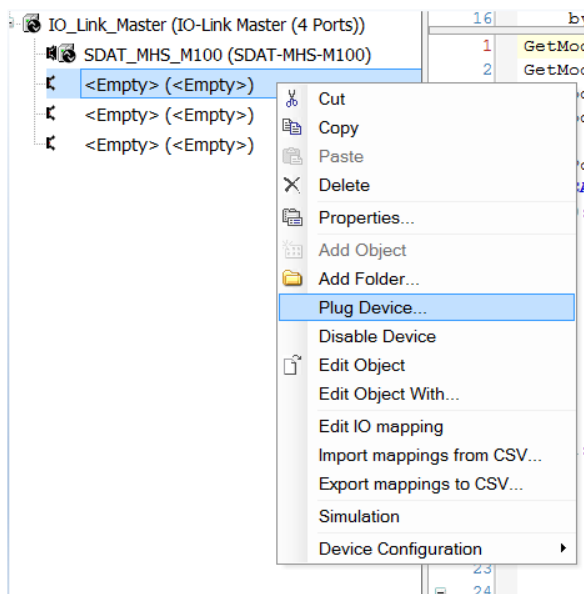 IO_Link_Master (IO-Link Master (4 Ports))
SDAT_MHS_M100 (SDAT-MHS-M100)
<Empty> (<Empty>)
<Empty> (<Empty>)
<Empty> (<Empty>)
16
1 GetMod
2 GetMod
Cut
Copy
Paste
Delete
Properties...
Add Object
Add Folder...
Plug Device...
Disable Device
Edit Object
Edit Object With...
Edit IO mapping
Import mappings from CSV...
Export mappings to CSV...
Simulation
Device Configuration
23
24